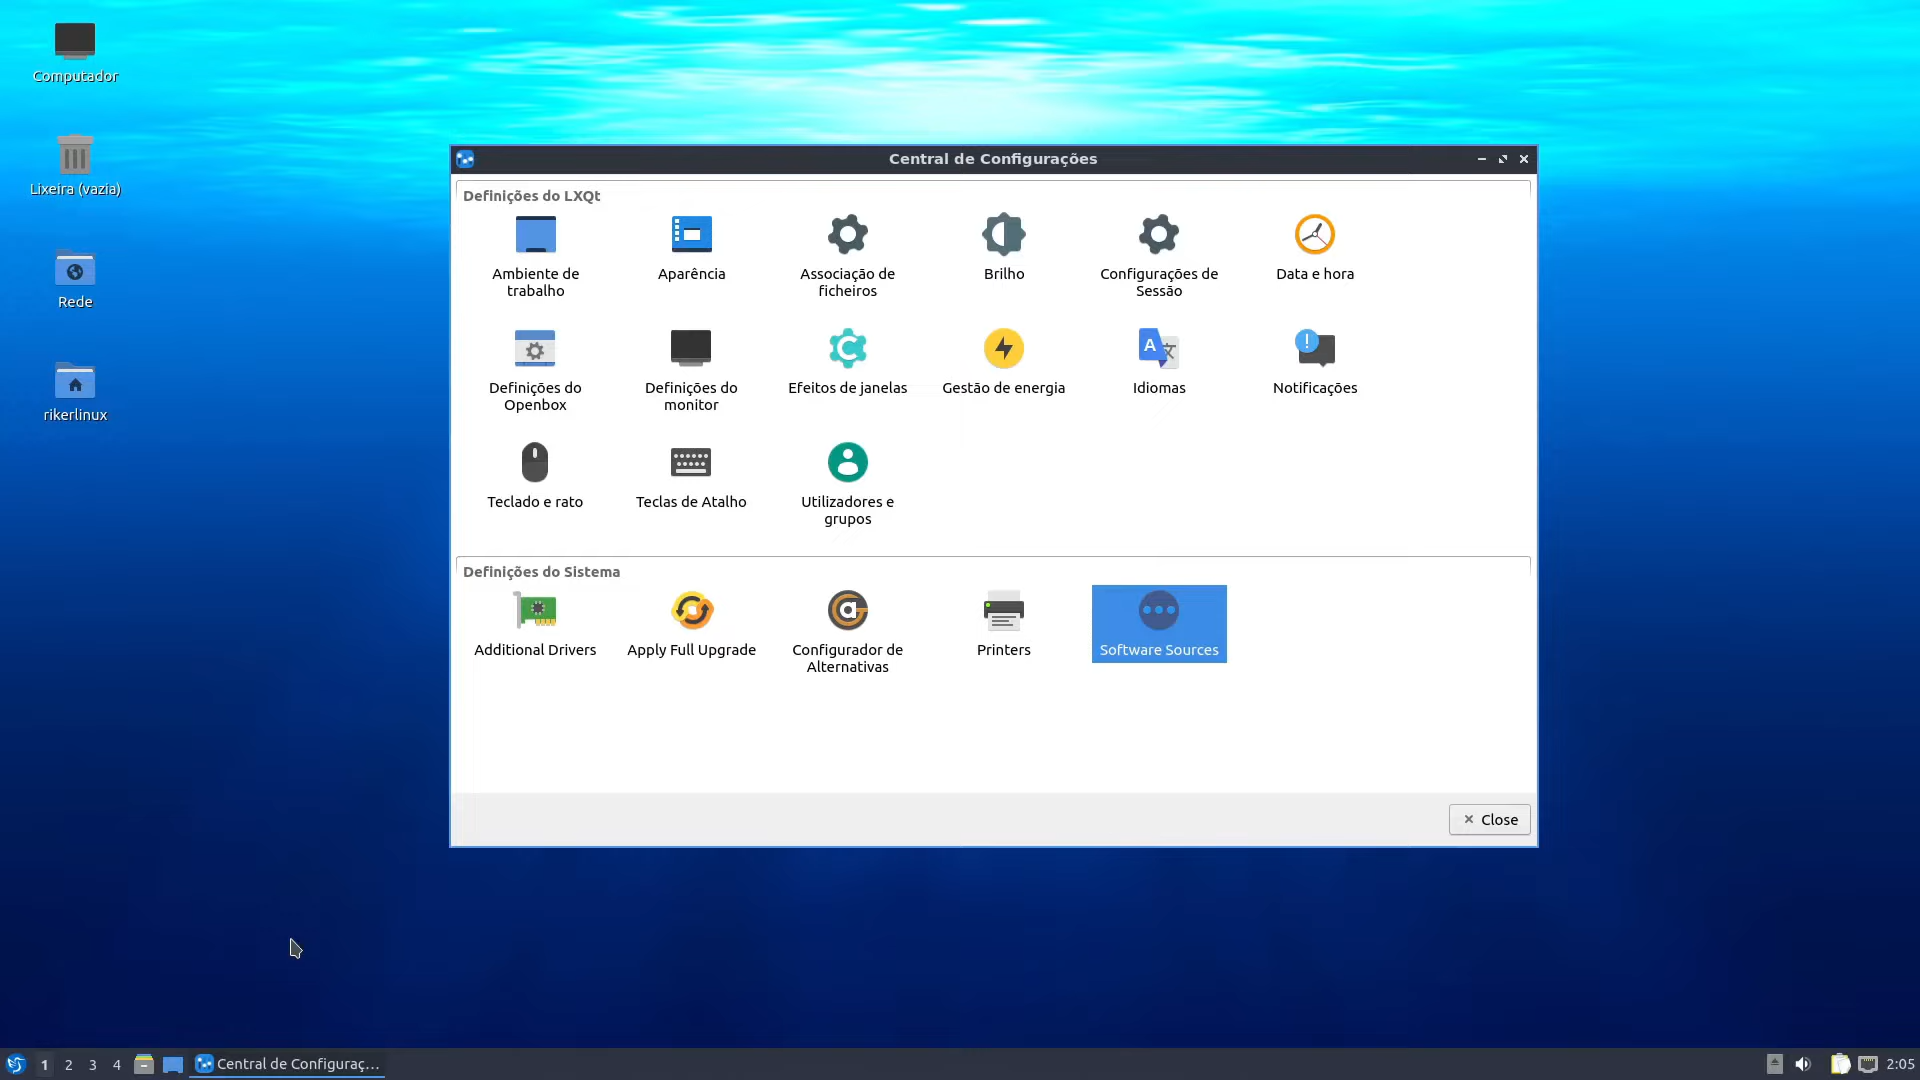 Computador
Lixeira (vazia)
Rede
rikerlinux
Central de Configurações
Definições do LXQt
Ambiente de
trabalho
Aparência
Associação de
ficheiros
Brilho
Configurações de
Sessão
Data e hora
Definições do
Openbox
Definições do
monitor
Efeitos de janelas
Gestão de energia
Idiomas
Notificações
Teclado e rato
Teclas de Atalho
Utilizadores e
grupos
Definições do Sistema
Additional Drivers
Apply Full Upgrade
Configurador de
Alternativas
Printers
Software Sources
Close
1 2 3 4 Central de Configuraç… 2:05